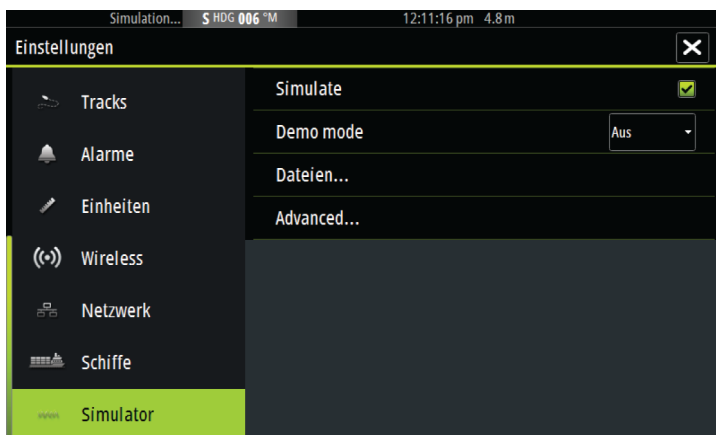 Simulation... S HDG 006 °M 12:11:16 pm 4.8 m
Einstellungen
Tracks
Alarme
Einheiten
Wireless
Netzwerk
Schiffe
Simulator
Simulate
Demo mode Aus
Dateien...
Advanced...